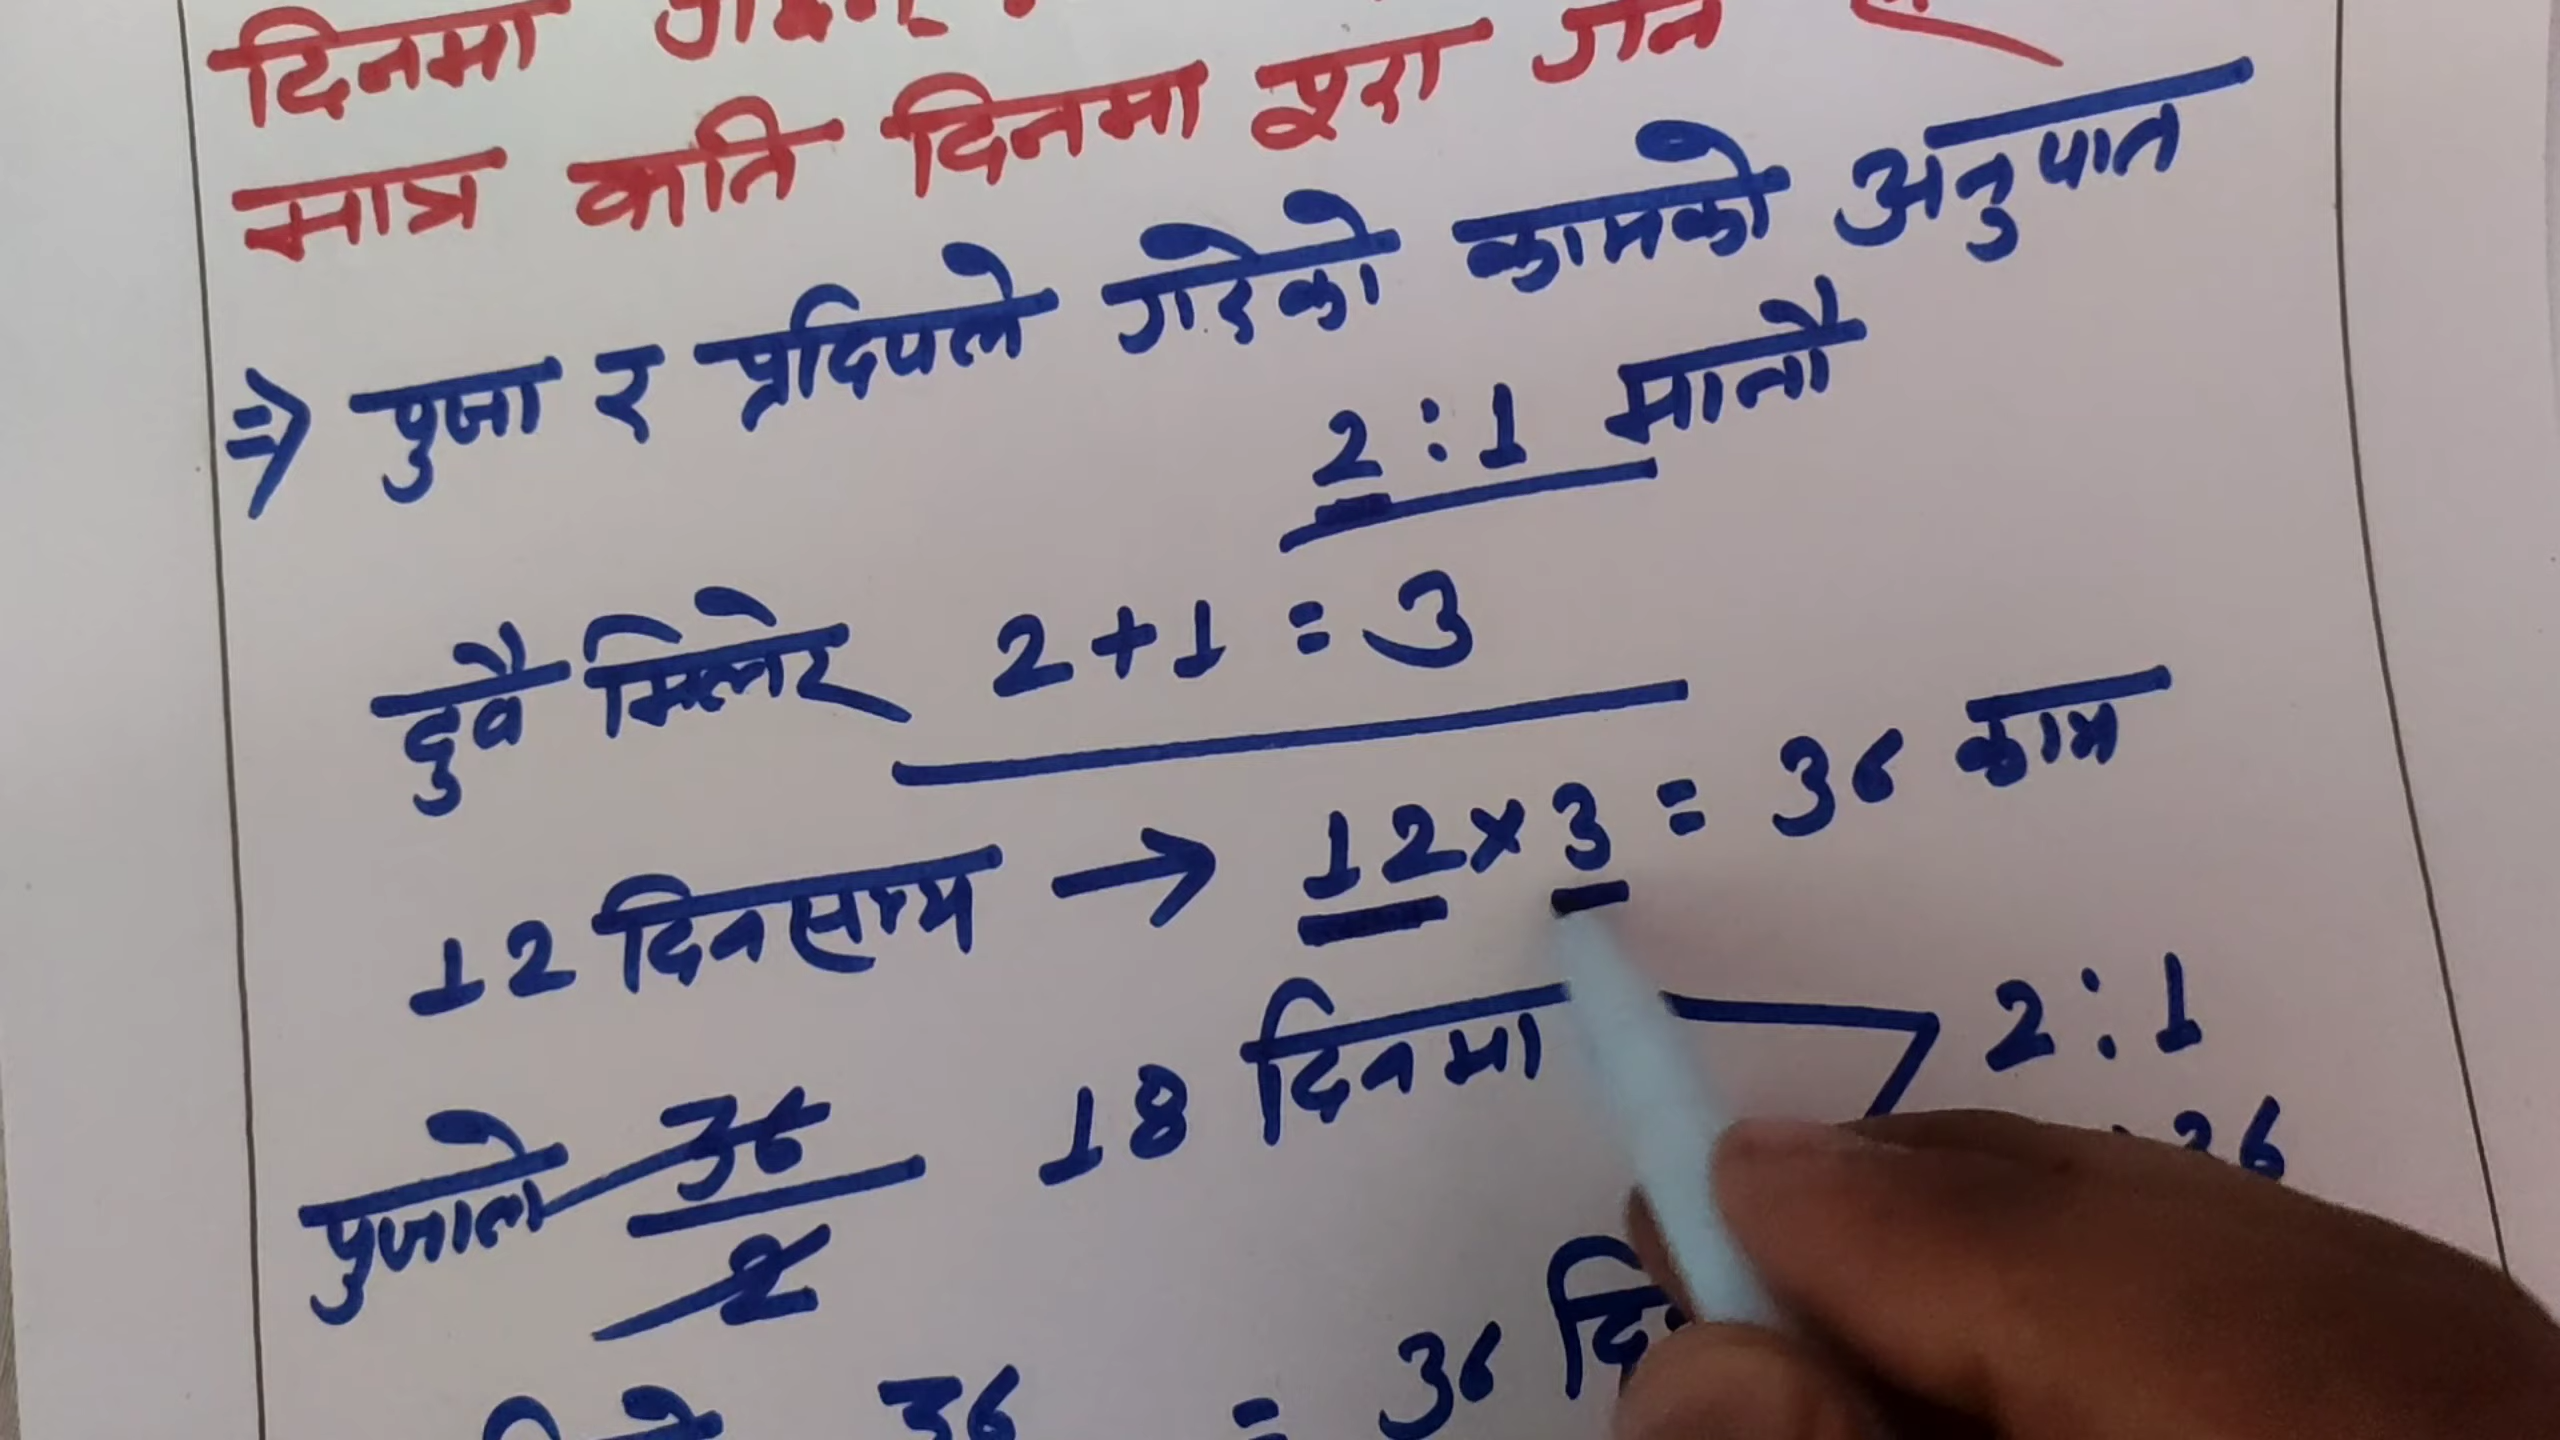 दिनमा
मात्र कति दिनमा पुरा गर्न
⇒ पुजा र प्रदिपले गरेको कामको अनुपात
2 : 1 मानौ
दुवै मिलेर 2 + 1 = 3
12 दिनसम्म → 12 × 3 = 36 काम
पुजाले 36/2 18 दिनमा 2 : 1
36
36 = 36